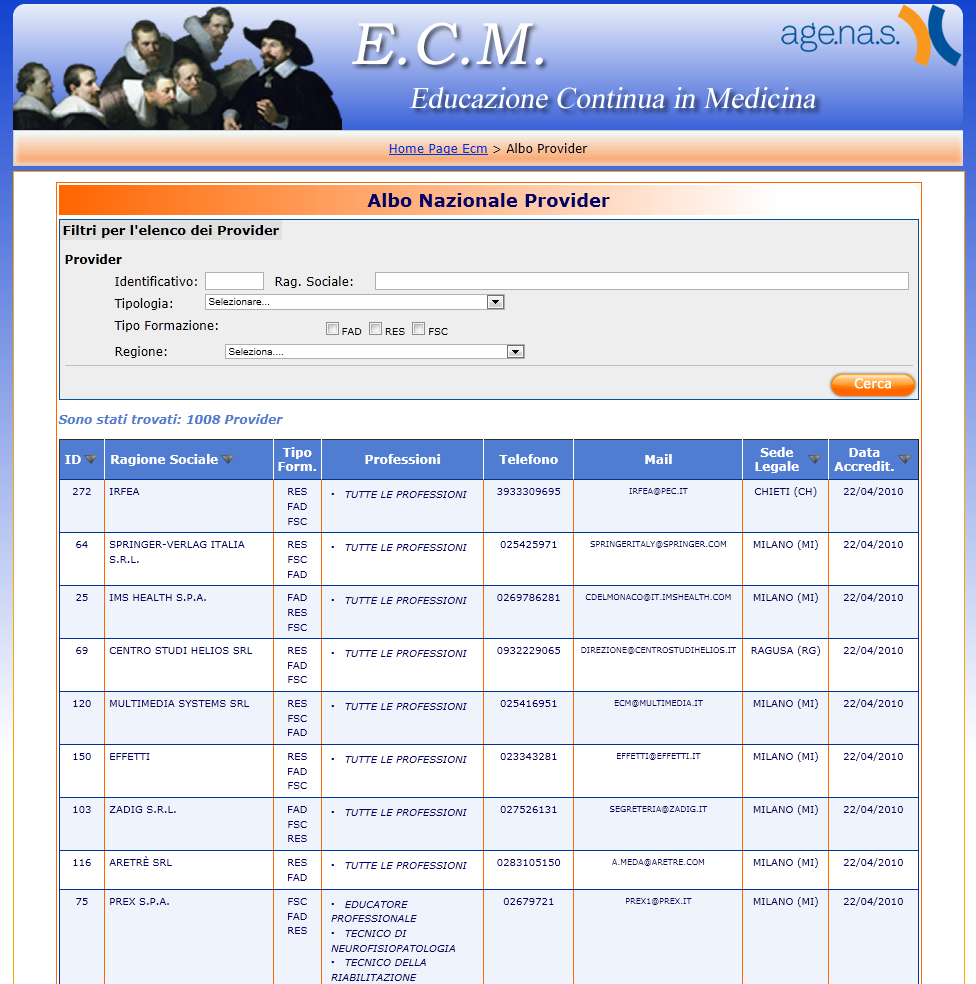 E.C.M.
age.na.s.
Educazione Continua in Medicina
Home Page Ecm > Albo Provider
Albo Nazionale Provider
Filtri per l'elenco dei Provider
Provider
Identificativo: Rag. Sociale:
Tipologia: Selezionare...
Tipo Formazione: FAD RES FSC
Regione: Seleziona....
Cerca
Sono stati trovati: 1008 Provider
ID Ragione Sociale Tipo Form. Professioni Telefono Mail Sede Legale Data Accredit.
272 IRFEA RES • TUTTE LE PROFESSIONI 3933309695 IRFEA@PEC.IT CHIETI (CH) 22/04/2010
FAD
FSC
64 SPRINGER-VERLAG ITALIA RES • TUTTE LE PROFESSIONI 025425971 SPRINGERITALY@SPRINGER.COM MILANO (MI) 22/04/2010
S.R.L. FSC
FAD
25 IMS HEALTH S.P.A. FAD • TUTTE LE PROFESSIONI 0269786281 CDELMONACO@IT.IMSHEALTH.COM MILANO (MI) 22/04/2010
RES
FSC
69 CENTRO STUDI HELIOS SRL RES • TUTTE LE PROFESSIONI 0932229065 DIREZIONE@CENTROSTUDIHELIOS.IT RAGUSA (RG) 22/04/2010
FAD
FSC
120 MULTIMEDIA SYSTEMS SRL RES • TUTTE LE PROFESSIONI 025416951 ECM@MULTIMEDIA.IT MILANO (MI) 22/04/2010
FSC
FAD
150 EFFETTI RES • TUTTE LE PROFESSIONI 023343281 EFFETTI@EFFETTI.IT MILANO (MI) 22/04/2010
FAD
FSC
103 ZADIG S.R.L. FAD • TUTTE LE PROFESSIONI 027526131 SEGRETERIA@ZADIG.IT MILANO (MI) 22/04/2010
FSC
RES
116 ARETRÈ SRL RES • TUTTE LE PROFESSIONI 0283105150 A.MEDA@ARETRE.COM MILANO (MI) 22/04/2010
FAD
75 PREX S.P.A. FSC • EDUCATORE 02679721 PREX1@PREX.IT MILANO (MI) 22/04/2010
FAD PROFESSIONALE
RES • TECNICO DI
NEUROFISIOPATOLOGIA
• TECNICO DELLA
RIABILITAZIONE